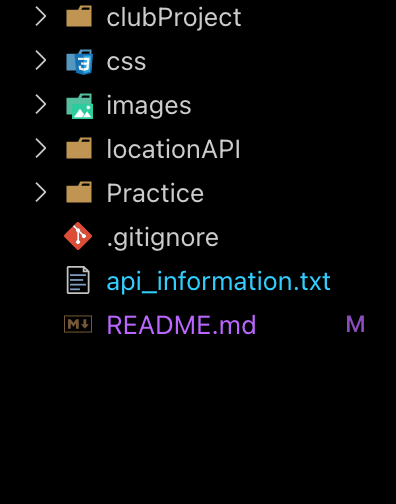 clubProject
css
images
locationAPI
Practice
.gitignore
api_information.txt
README.md M